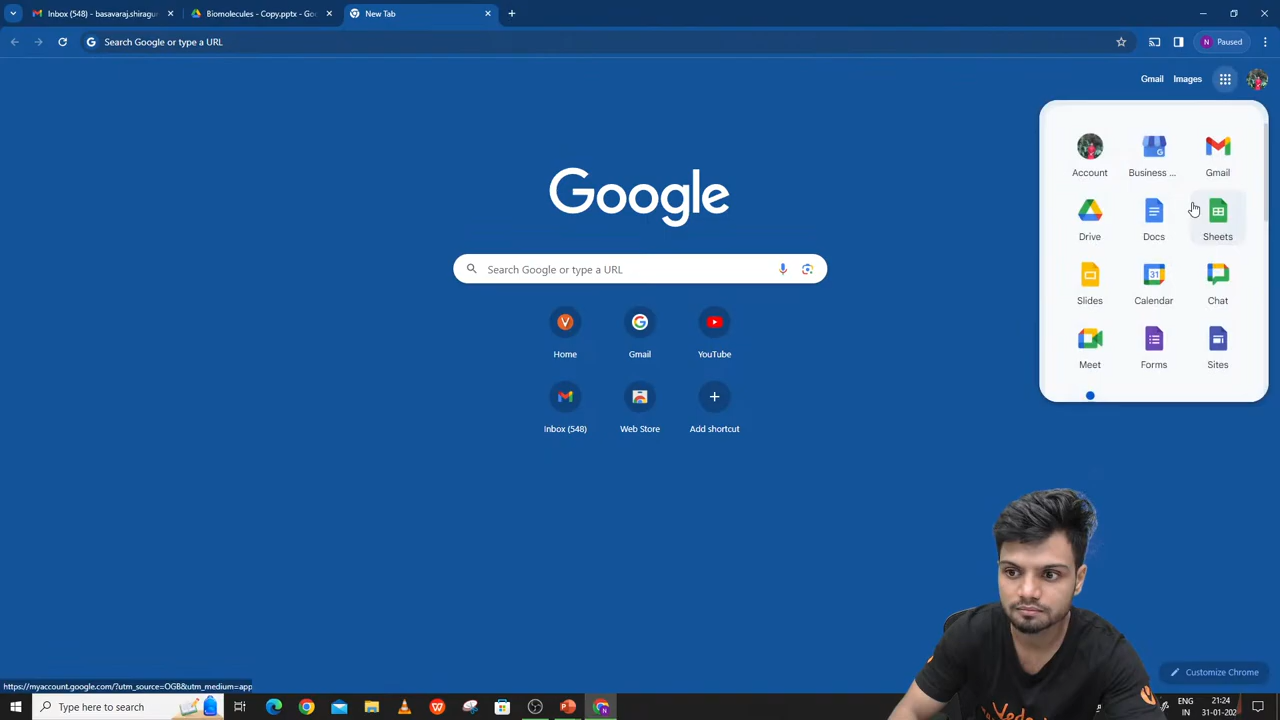 Inbox (548) - basavaraj.shiragur
Biomolecules - Copy.pptx - Goo
New Tab
Search Google or type a URL
N Paused
Gmail Images
Account Business ... Gmail
Drive Docs Sheets
Slides Calendar Chat
Meet Forms Sites
Google
Search Google or type a URL
Home Gmail YouTube
Inbox (548) Web Store Add shortcut
Customize Chrome
https://myaccount.google.com/?utm_source=OGB&utm_medium=app
Type here to search
ENG
IN
21:24
31-01-202